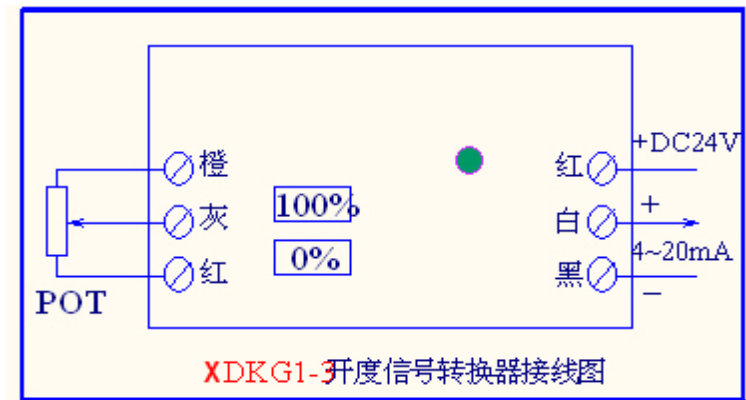 橙
灰
红
POT
100%
0%
红
白
黑
+DC24V
+
4~20mA
−
XDKG1-3开度信号转换器接线图